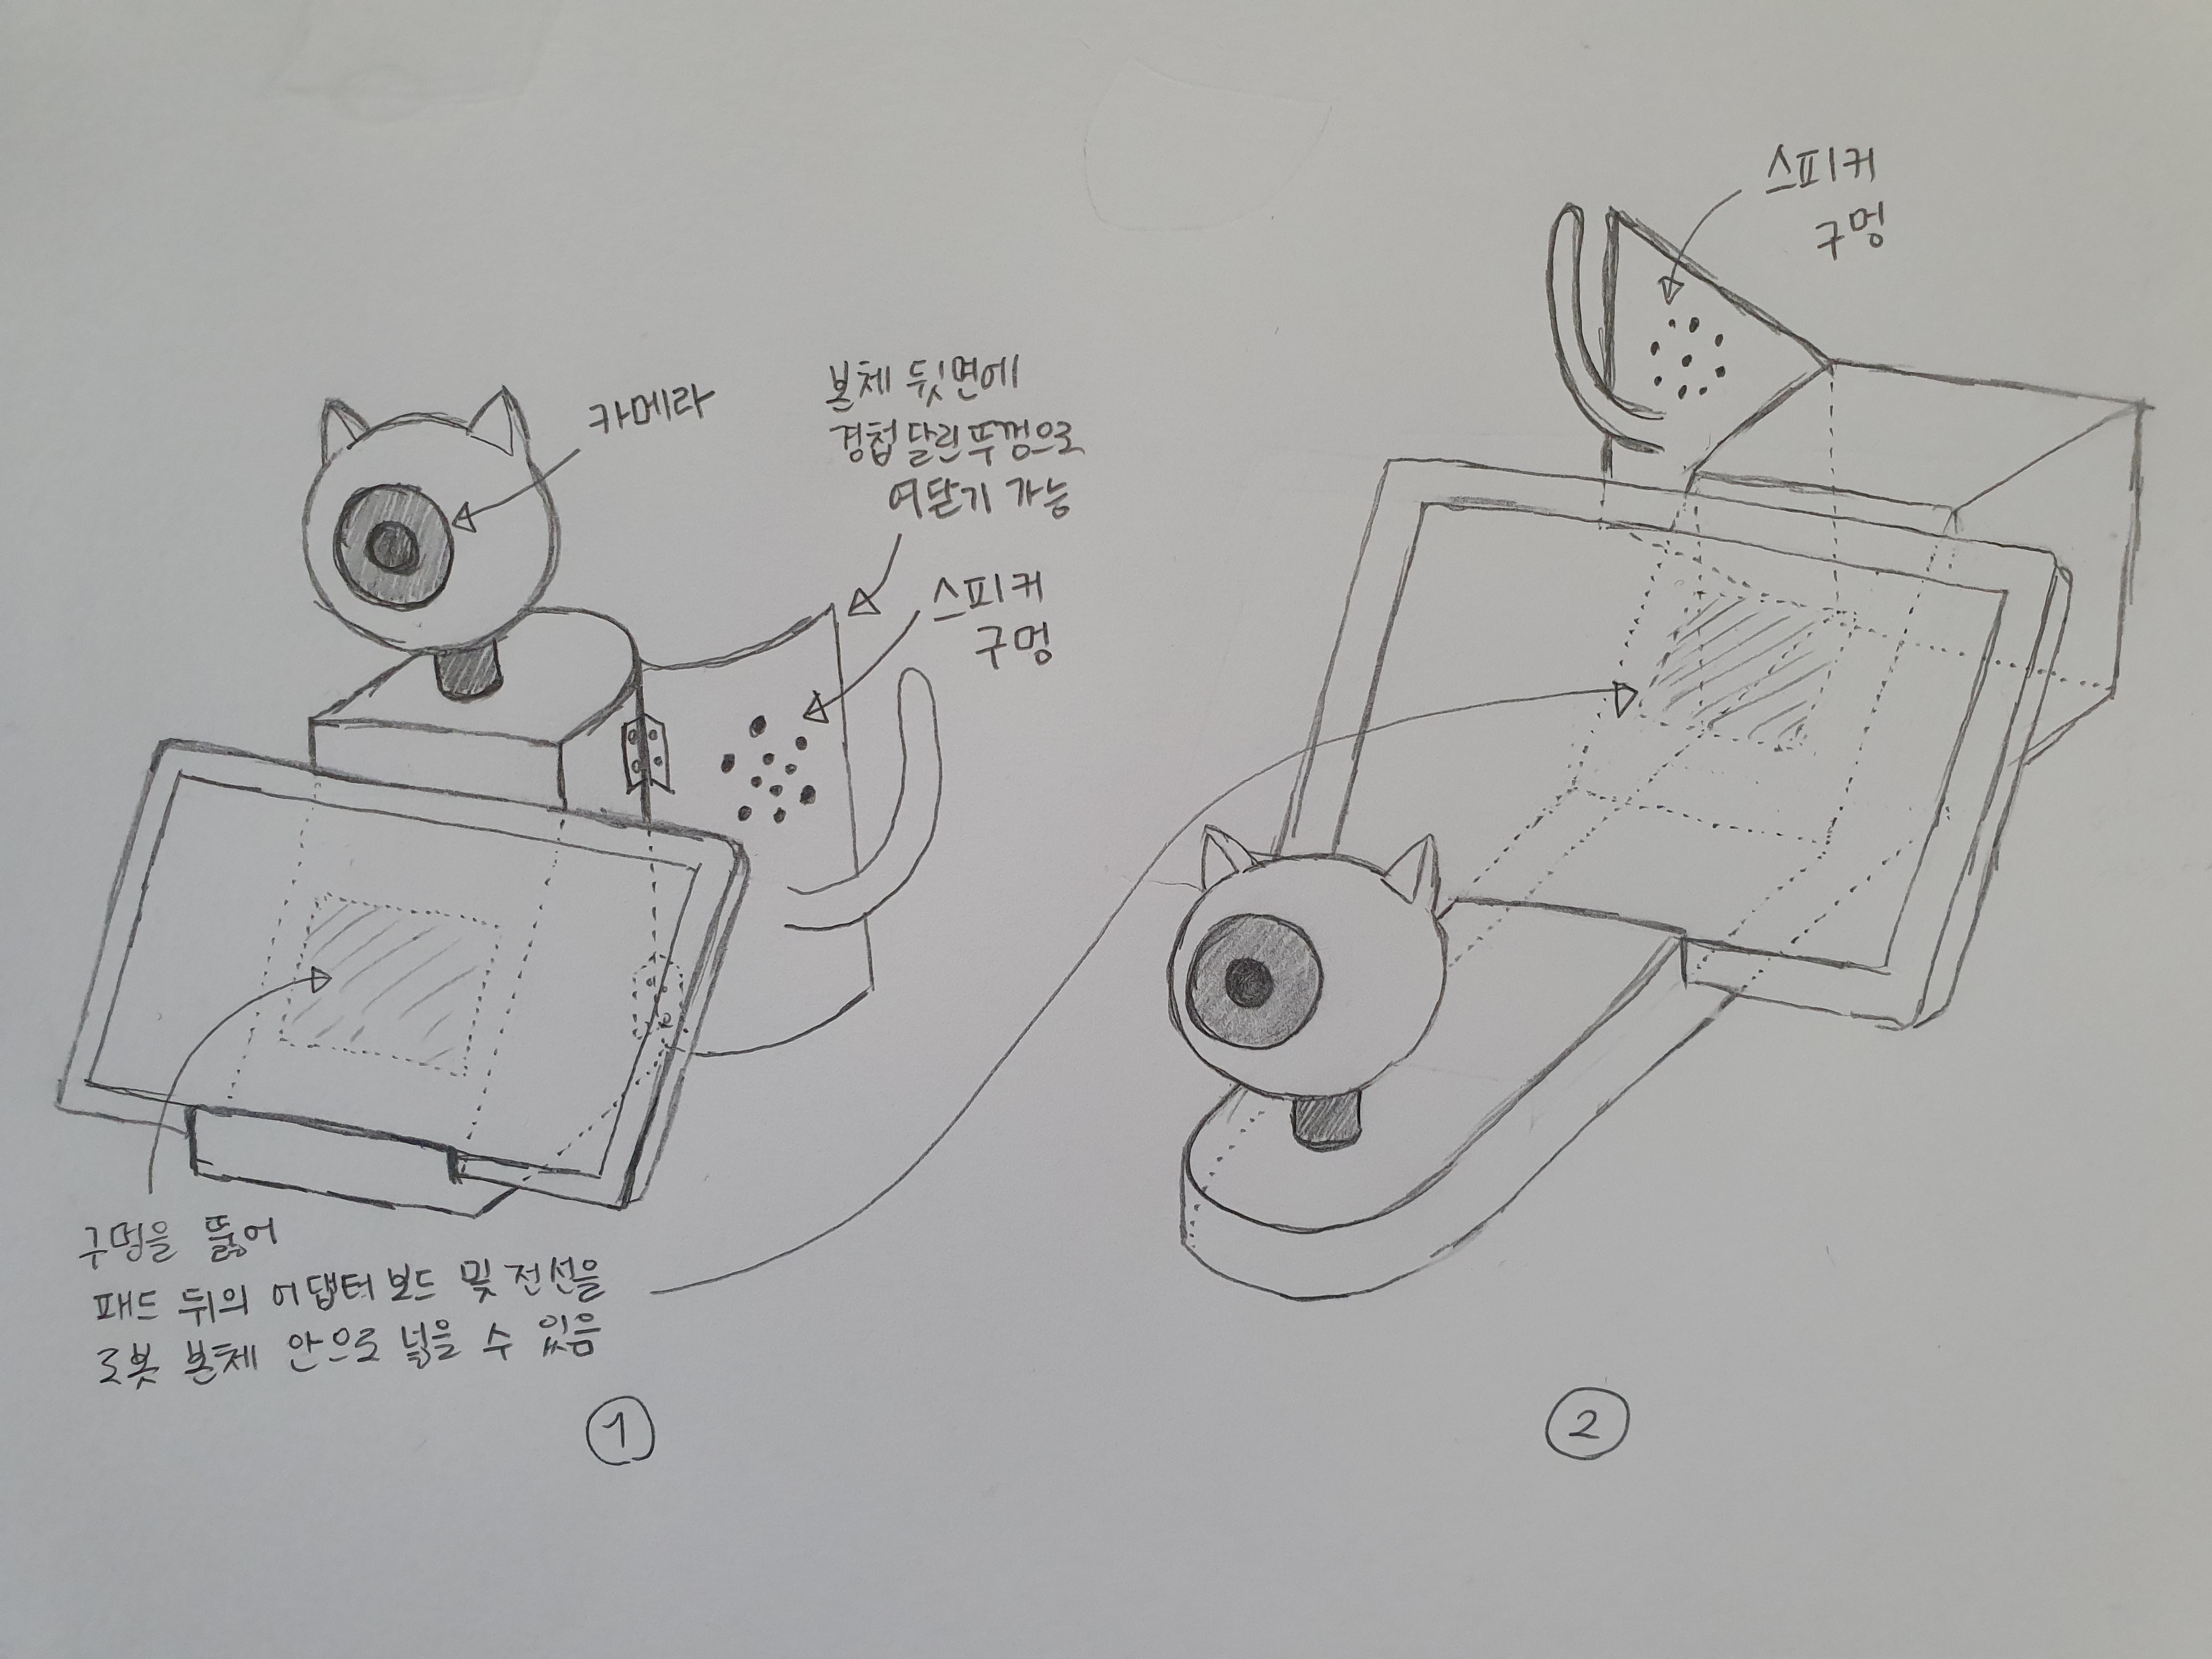 카메라
본체 뒷면에
경첩 달린 뚜껑으로
여닫기 가능
스피커
구멍
구멍을 뚫어
패드 뒤의 어댑터 보드 및 전선을
로봇 본체 안으로 넣을 수 있음
1
스피커
구멍
2